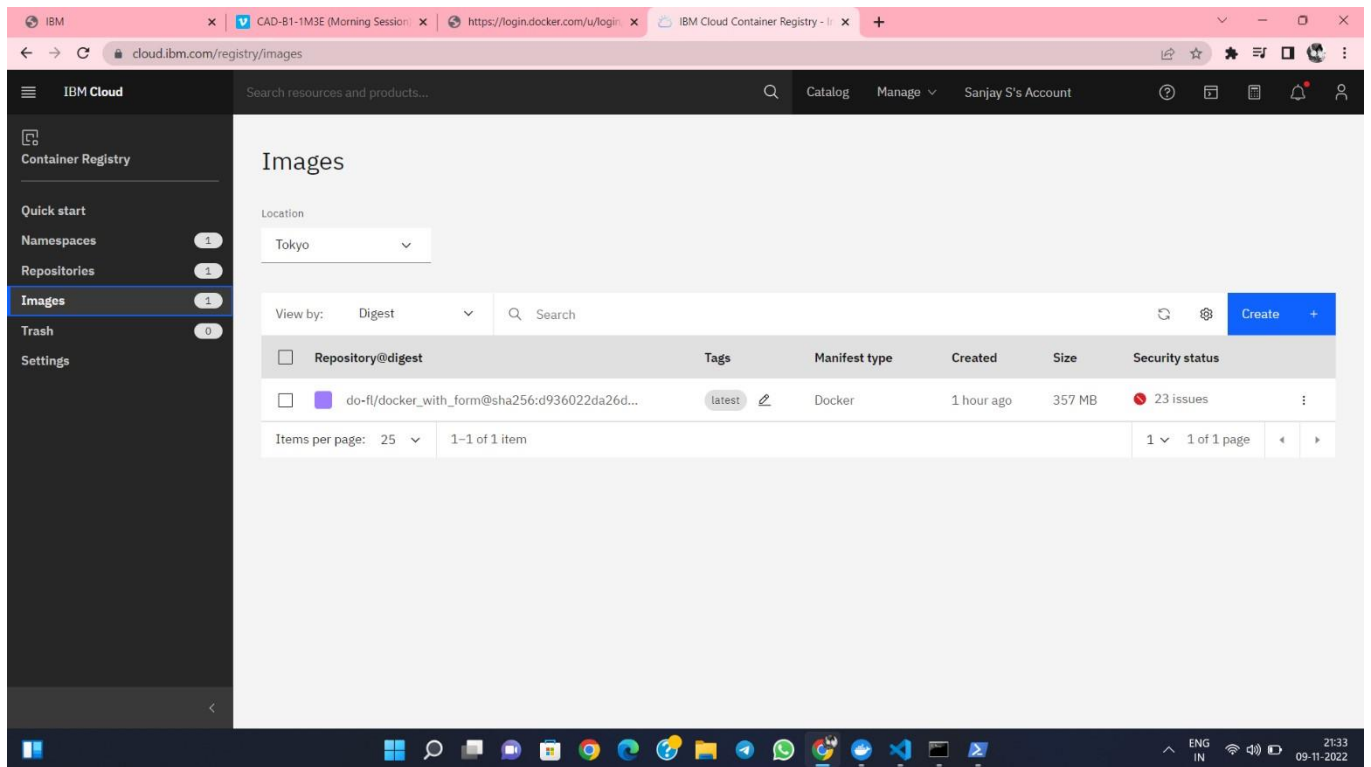 IBM
CAD-B1-1M3E (Morning Session)
https://login.docker.com/u/login
IBM Cloud Container Registry - I
cloud.ibm.com/registry/images
IBM Cloud
Search resources and products...
Catalog
Manage
Sanjay S's Account
Container Registry
Quick start
Namespaces 1
Repositories 1
Images 1
Trash 0
Settings
Images
Location
Tokyo
View by: Digest
Search
Create +
Repository@digest Tags Manifest type Created Size Security status
do-fl/docker_with_form@sha256:d936022da26d... latest Docker 1 hour ago 357 MB 23 issues
Items per page: 25 1–1 of 1 item 1 1 of 1 page
ENG
IN
21:33
09-11-2022